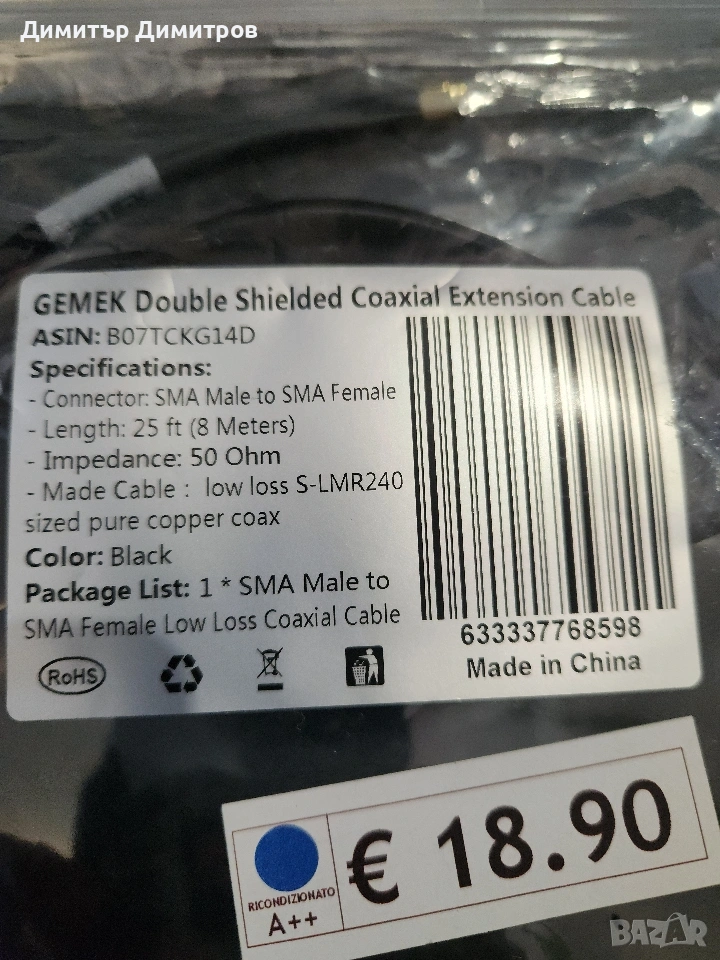 Димитър Димитров
GEMEK Double Shielded Coaxial Extension Cable
ASIN: B07TCKG14D
Specifications:
- Connector: SMA Male to SMA Female
- Length: 25 ft (8 Meters)
- Impedance: 50 Ohm
- Made Cable : low loss S-LMR240
sized pure copper coax
Color: Black
Package List: 1 * SMA Male to
SMA Female Low Loss Coaxial Cable
633337768598
Made in China
RoHS
€ 18.90
RICONDIZIONATO
A++
BAZAR